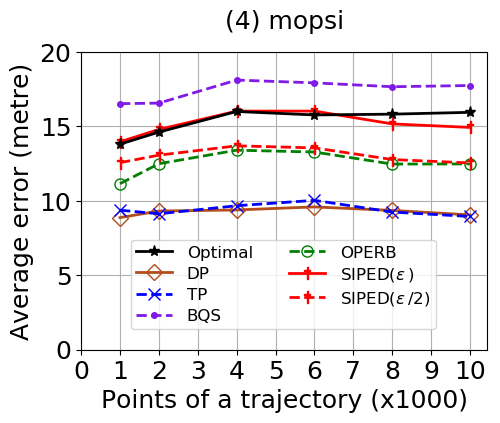 (4) mopsi
Average error (metre)
20
15
10
5
0
Optimal
DP
TP
BQS
OPERB
SIPED(ε)
SIPED(ε/2)
0 1 2 3 4 5 6 7 8 9 10
Points of a trajectory (x1000)